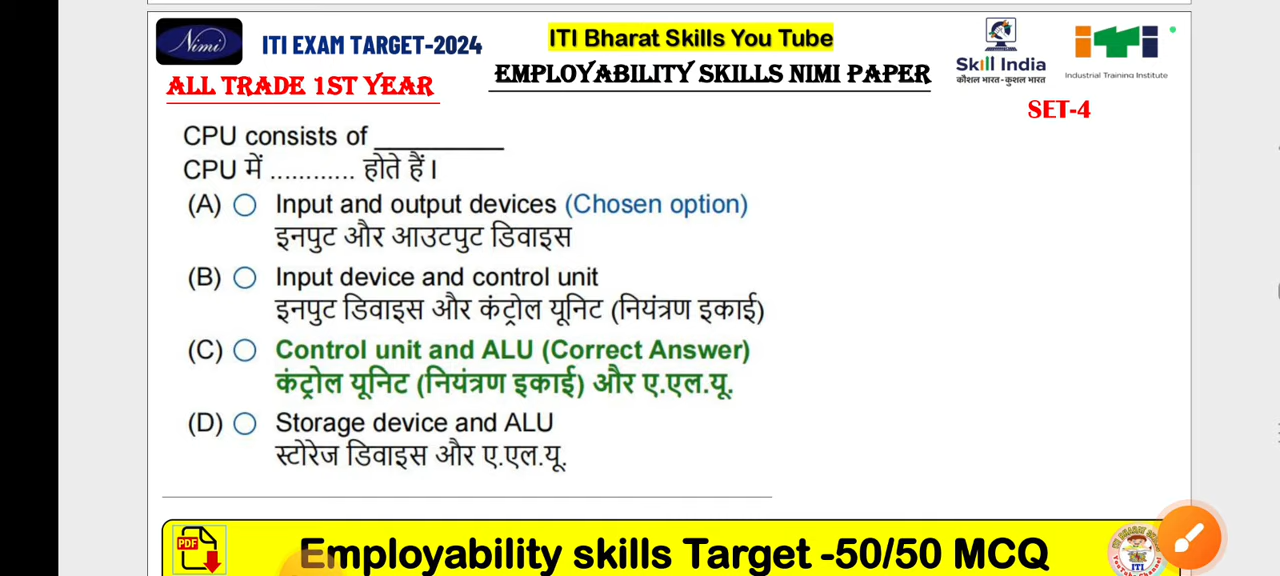 Nimi
ITI EXAM TARGET-2024
ITI Bharat Skills You Tube
ALL TRADE 1ST YEAR
EMPLOYABILITY SKILLS NIMI PAPER
Skill India
कौशल भारत-कुशल भारत
iTi
Industrial Training Institute
SET-4
CPU consists of _________
CPU में ............ होते हैं।
(A) Input and output devices (Chosen option)
इनपुट और आउटपुट डिवाइस
(B) Input device and control unit
इनपुट डिवाइस और कंट्रोल यूनिट (नियंत्रण इकाई)
(C) Control unit and ALU (Correct Answer)
कंट्रोल यूनिट (नियंत्रण इकाई) और ए.एल.यू.
(D) Storage device and ALU
स्टोरेज डिवाइस और ए.एल.यू.
PDF
Employability skills Target -50/50 MCQ
ITI